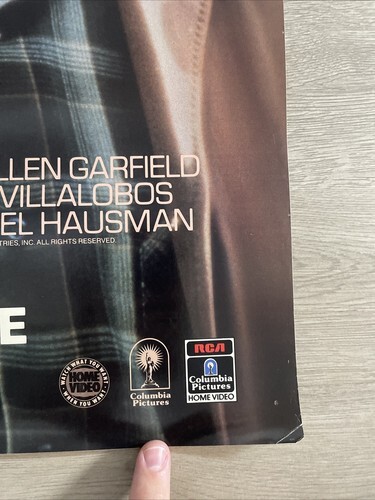 LLEN GARFIELD
VILLALOBOS
EL HAUSMAN
TRIES, INC. ALL RIGHTS RESERVED.
E
WATCH WHAT YOU WANT
HOME
VIDEO
WHEN YOU WANT
Columbia
Pictures
RCA
Columbia
Pictures
HOME VIDEO